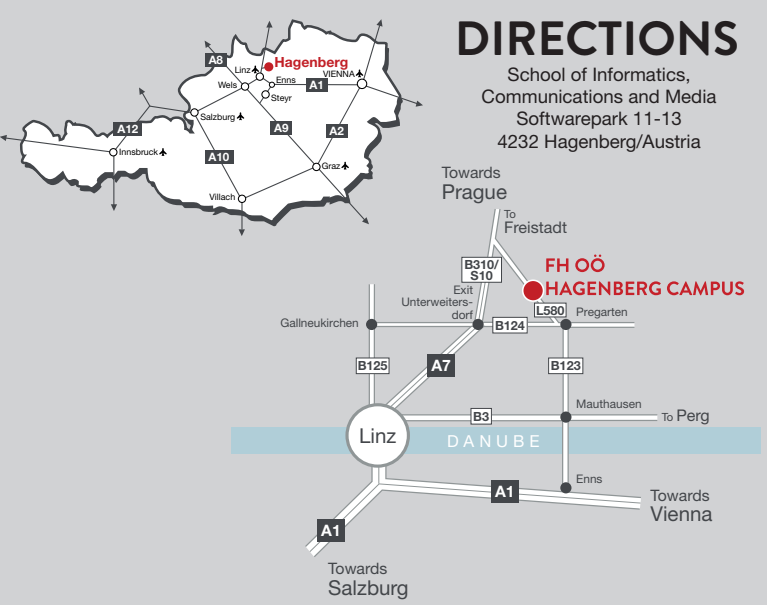 DIRECTIONS
School of Informatics,
Communications and Media
Softwarepark 11-13
4232 Hagenberg/Austria
A8
Linz
Hagenberg
Wels
Enns
A1
VIENNA
Steyr
Salzburg
A12
A9
A2
Innsbruck
A10
Graz
Villach
Towards
Prague
To
Freistadt
B310/
S10
FH OÖ
HAGENBERG CAMPUS
Exit
Unterweiters-
dorf
L580
Pregarten
Gallneukirchen
B124
B125
A7
B123
Mauthausen
B3
To Perg
Linz
DANUBE
Enns
A1
Towards
Vienna
A1
Towards
Salzburg